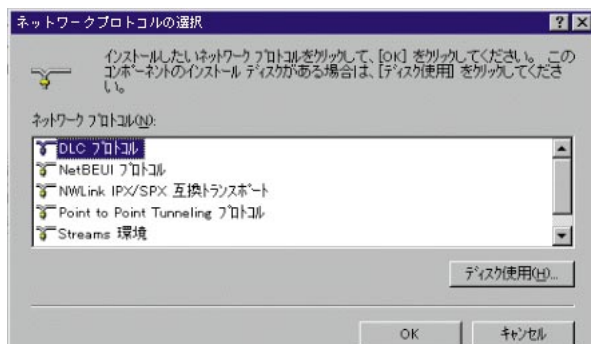 ネットワークプロトコルの選択
インストールしたいネットワーク プロトコルをクリックして、[OK] をクリックしてください。 この
コンポーネントのインストール ディスクがある場合は、[ディスク使用] をクリックしてくださ
い。
ネットワーク プロトコル(N):
DLC プロトコル
NetBEUI プロトコル
NWLink IPX/SPX 互換トランスポート
Point to Point Tunneling プロトコル
Streams 環境
ディスク使用(H)...
OK
キャンセル